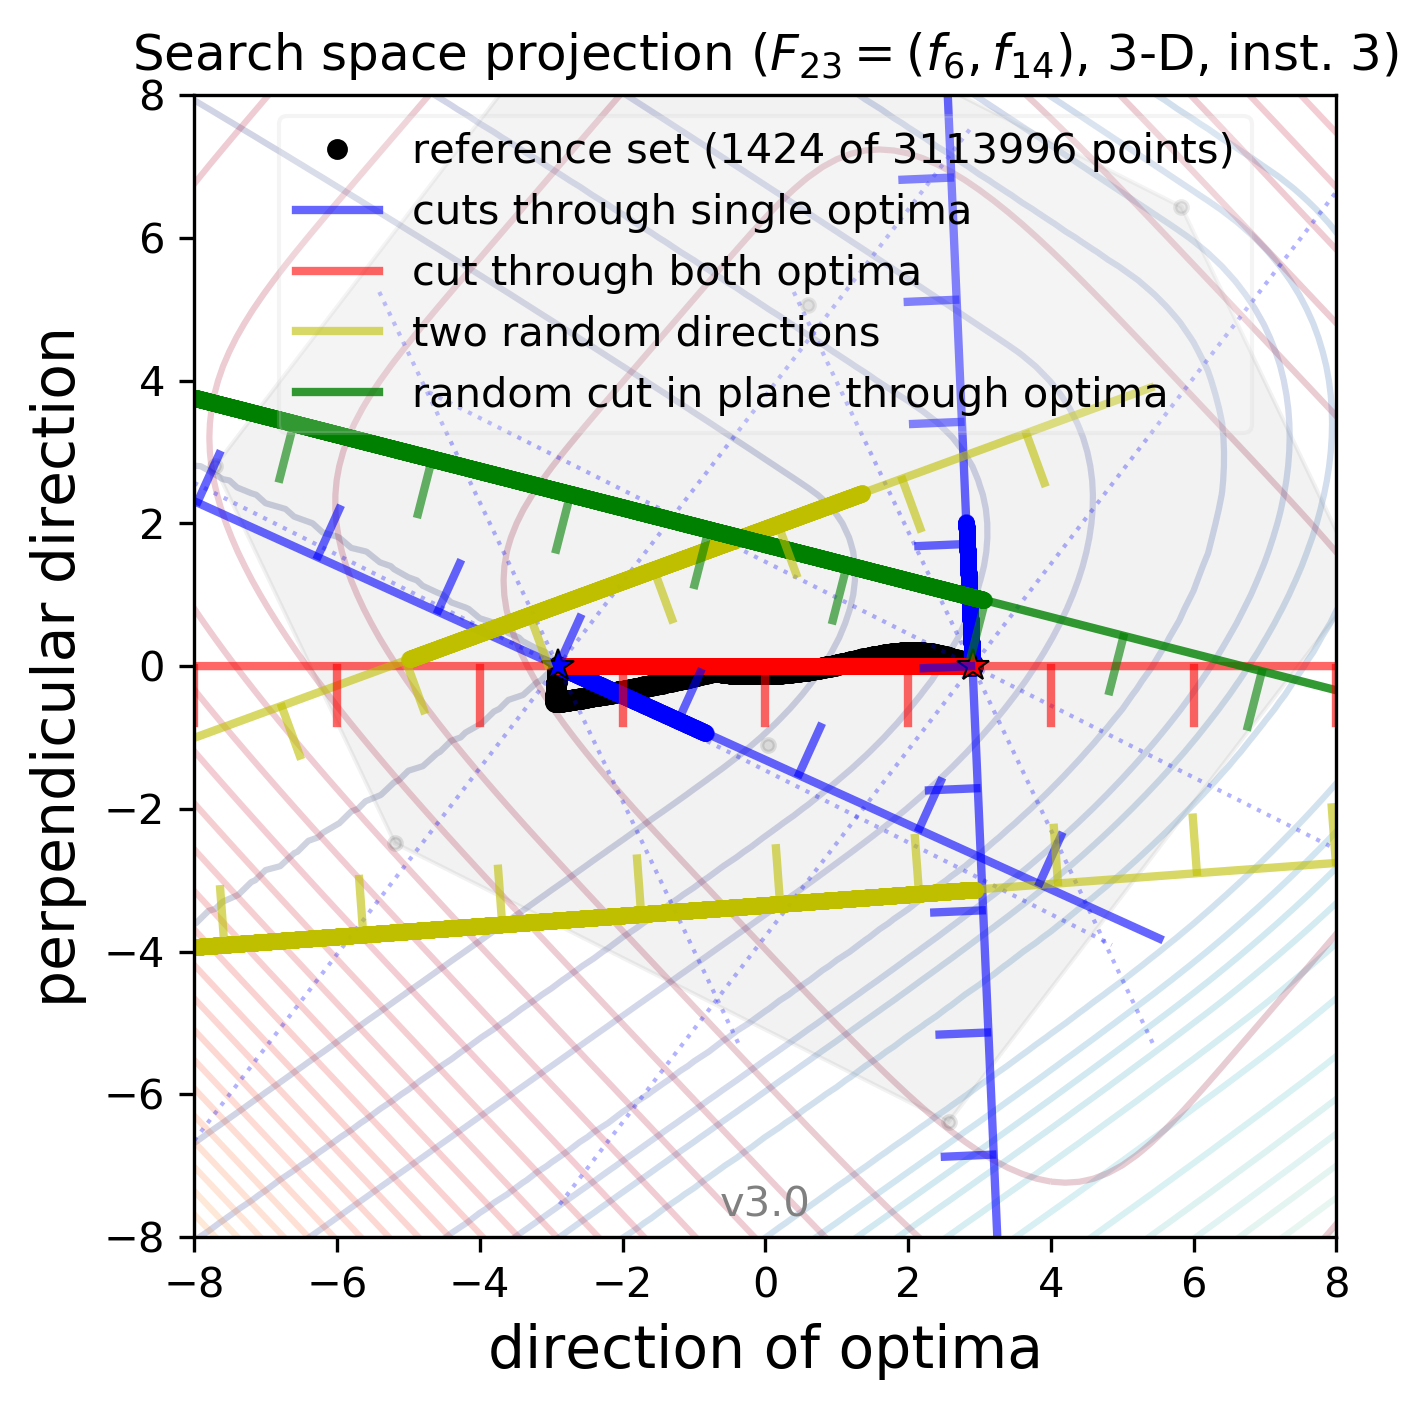 Search space projection (F23 = (f6, f14), 3-D, inst. 3)
reference set (1424 of 3113996 points)
cuts through single optima
cut through both optima
two random directions
random cut in plane through optima
8
6
4
2
0
−2
−4
−6
−8
perpendicular direction
v3.0
−8 −6 −4 −2 0 2 4 6 8
direction of optima